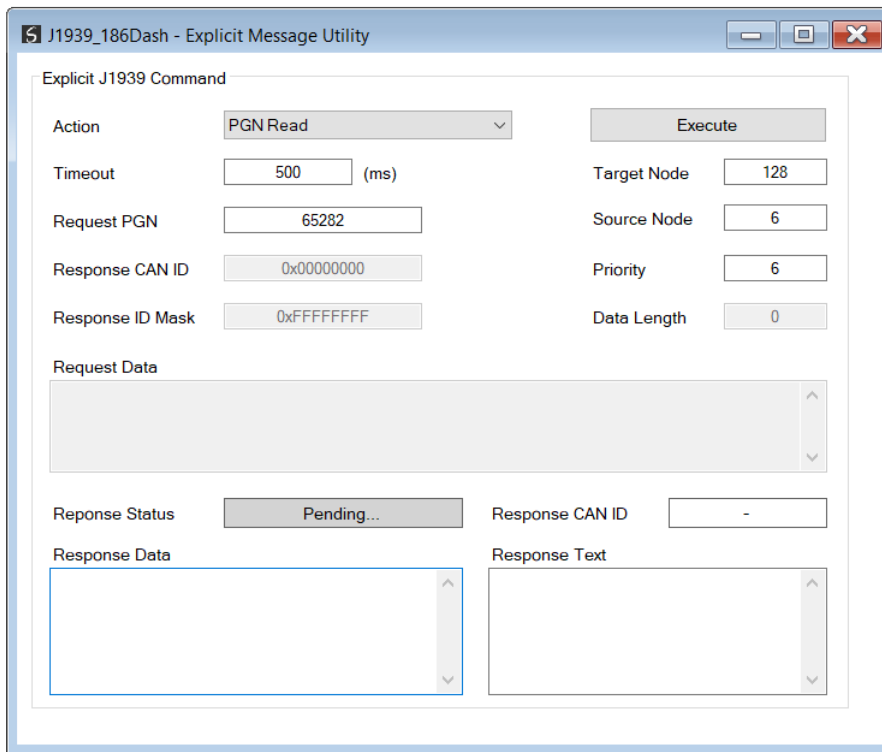 J1939_186Dash - Explicit Message Utility
Explicit J1939 Command
Action PGN Read Execute
Timeout 500 (ms) Target Node 128
Request PGN 65282 Source Node 6
Response CAN ID 0x00000000 Priority 6
Response ID Mask 0xFFFFFFFF Data Length 0
Request Data
Reponse Status Pending... Response CAN ID -
Response Data Response Text